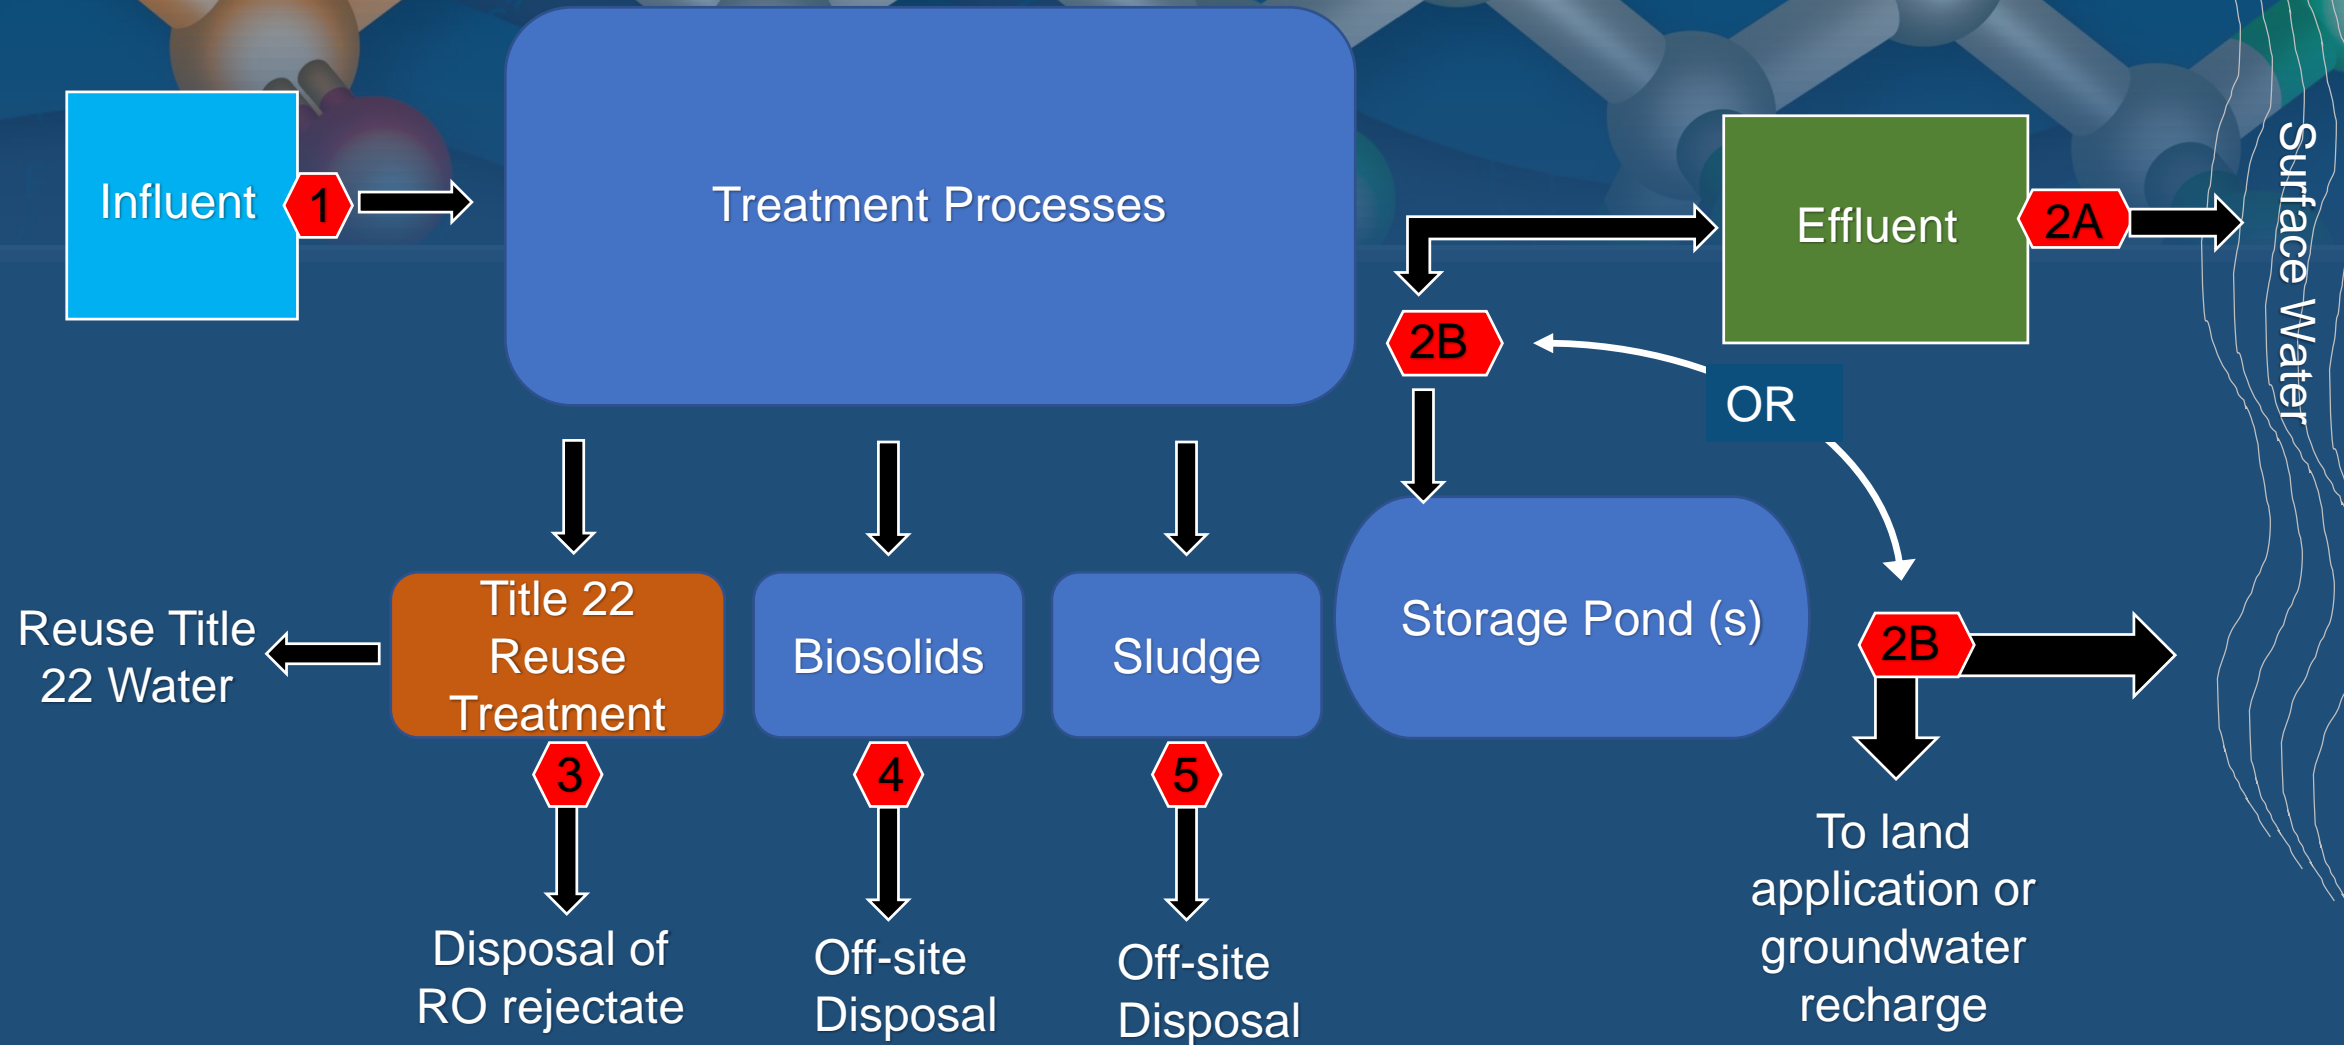 Influent
1
Treatment Processes
Effluent
2A
Surface Water
2B
OR
Reuse Title
22 Water
Title 22
Reuse
Treatment
Biosolids
Sludge
Storage Pond (s)
2B
3
4
5
Disposal of
RO rejectate
Off-site
Disposal
Off-site
Disposal
To land
application or
groundwater
recharge